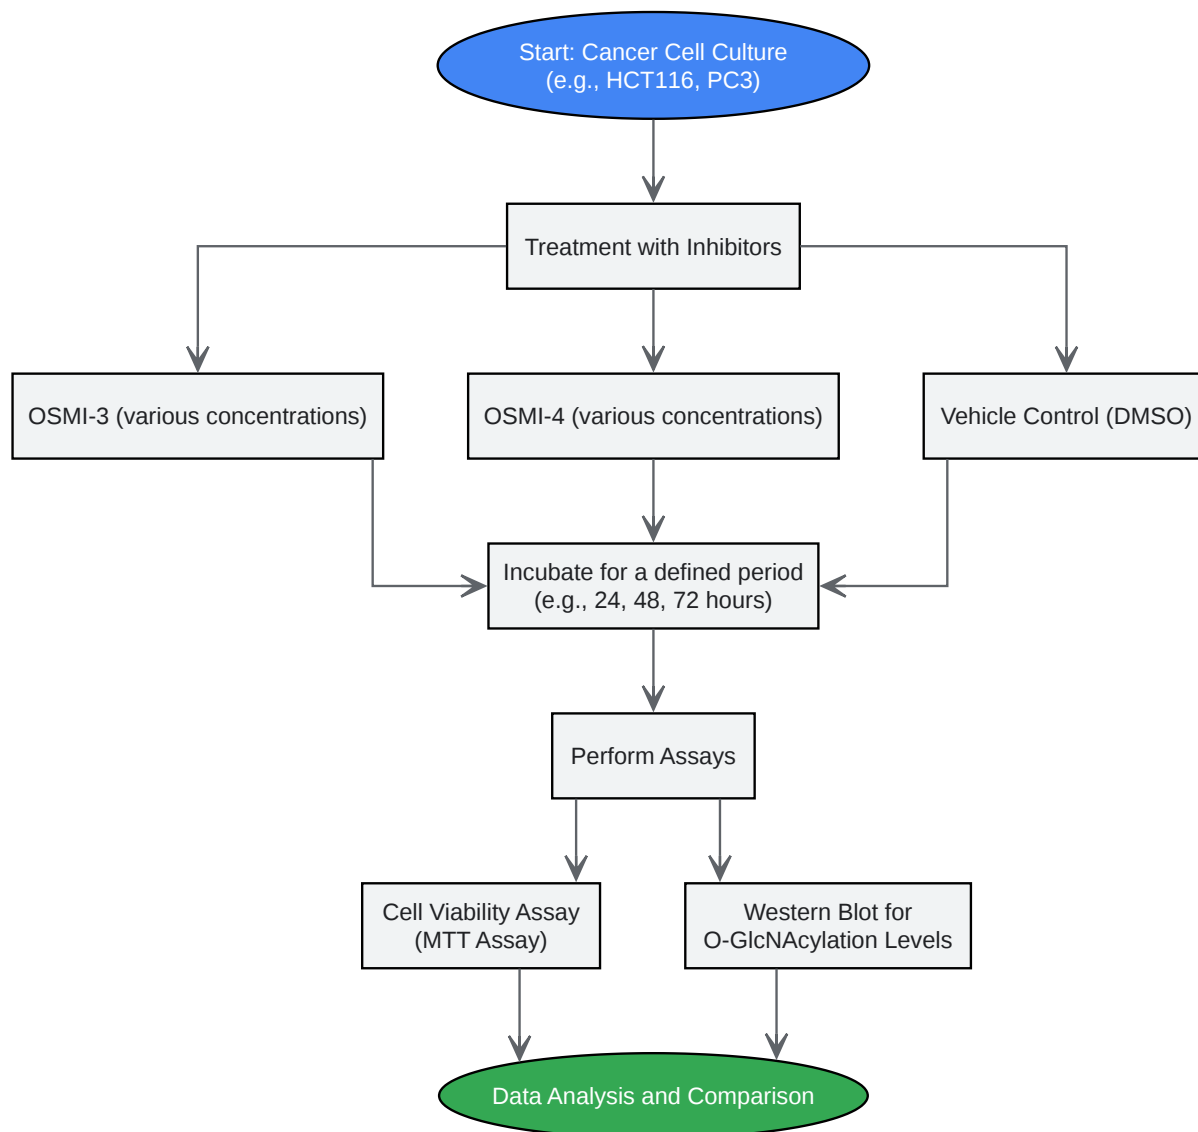 Start: Cancer Cell Culture
(e.g., HCT116, PC3)
Treatment with Inhibitors
OSMI-3 (various concentrations)
OSMI-4 (various concentrations)
Vehicle Control (DMSO)
Incubate for a defined period
(e.g., 24, 48, 72 hours)
Perform Assays
Cell Viability Assay
(MTT Assay)
Western Blot for
O-GlcNAcylation Levels
Data Analysis and Comparison